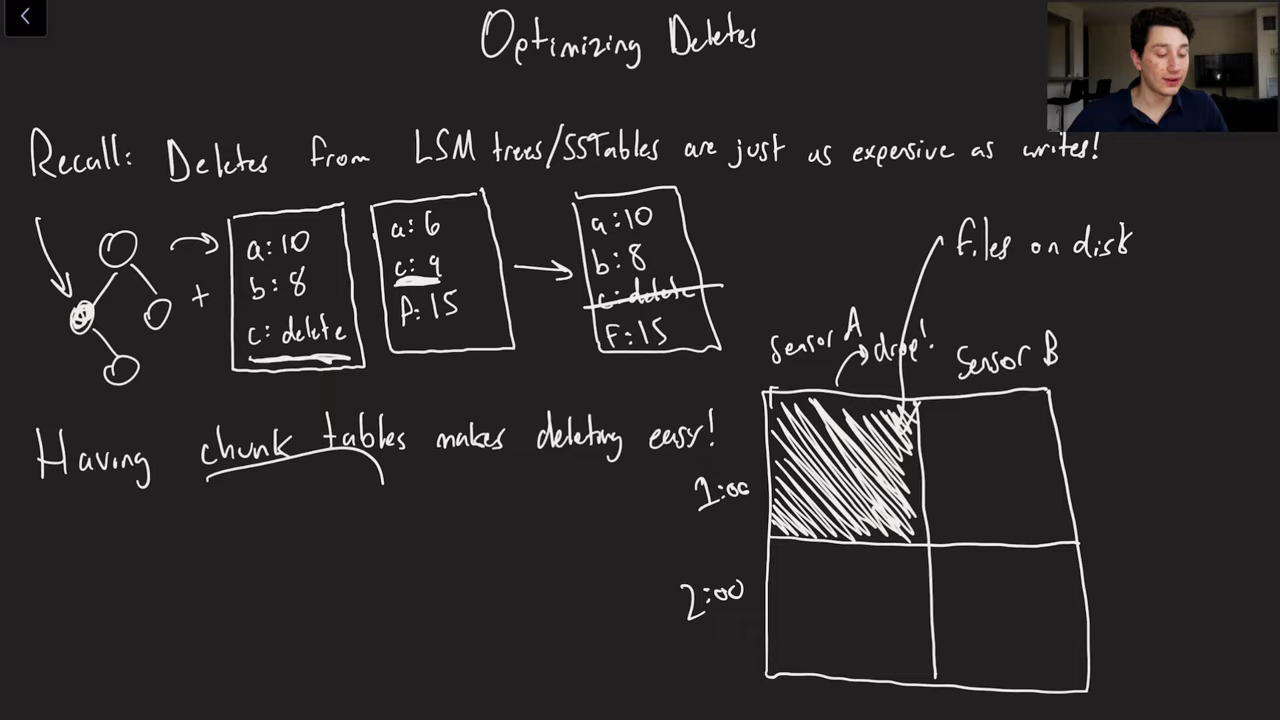 Optimizing Deletes
Recall: Deletes from LSM trees/SSTables are just as expensive as writes!
a:10
b:8
c: delete
+
a:6
c:9
F:15
a:10
b:8
c:delete
F:15
files on disk
Sensor A
drop!
Sensor B
Having chunk tables makes deleting easy!
1:00
2:00